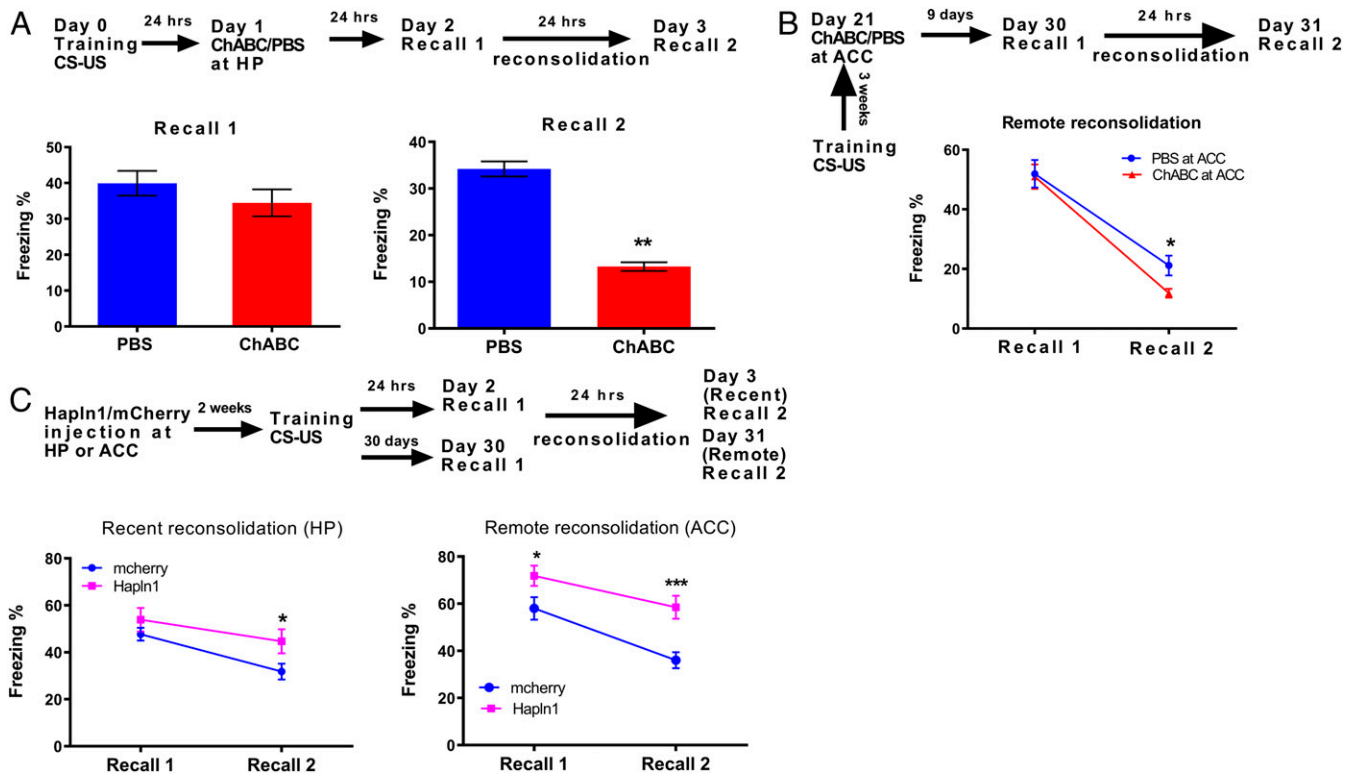 A
Day 0
Training
CS-US
24 hrs
Day 1
ChABC/PBS
at HP
24 hrs
Day 2
Recall 1
24 hrs
reconsolidation
Day 3
Recall 2
Recall 1
Freezing %
50
40
30
20
10
0
PBS
ChABC
Recall 2
Freezing %
40
30
20
10
0
**
PBS
ChABC
B
Day 21
ChABC/PBS
at ACC
9 days
Day 30
Recall 1
24 hrs
reconsolidation
Day 31
Recall 2
3 weeks
Training
CS-US
Remote reconsolidation
PBS at ACC
ChABC at ACC
Freezing %
60
40
20
0
*
Recall 1
Recall 2
C
Hapln1/mCherry
injection at
HP or ACC
2 weeks
Training
CS-US
24 hrs
Day 2
Recall 1
30 days
Day 30
Recall 1
24 hrs
reconsolidation
Day 3
(Recent)
Recall 2
Day 31
(Remote)
Recall 2
Recent reconsolidation (HP)
mcherry
Hapln1
Freezing %
80
60
40
20
0
*
Recall 1
Recall 2
Remote reconsolidation (ACC)
Freezing %
80
60
40
20
0
*
***
mcherry
Hapln1
Recall 1
Recall 2